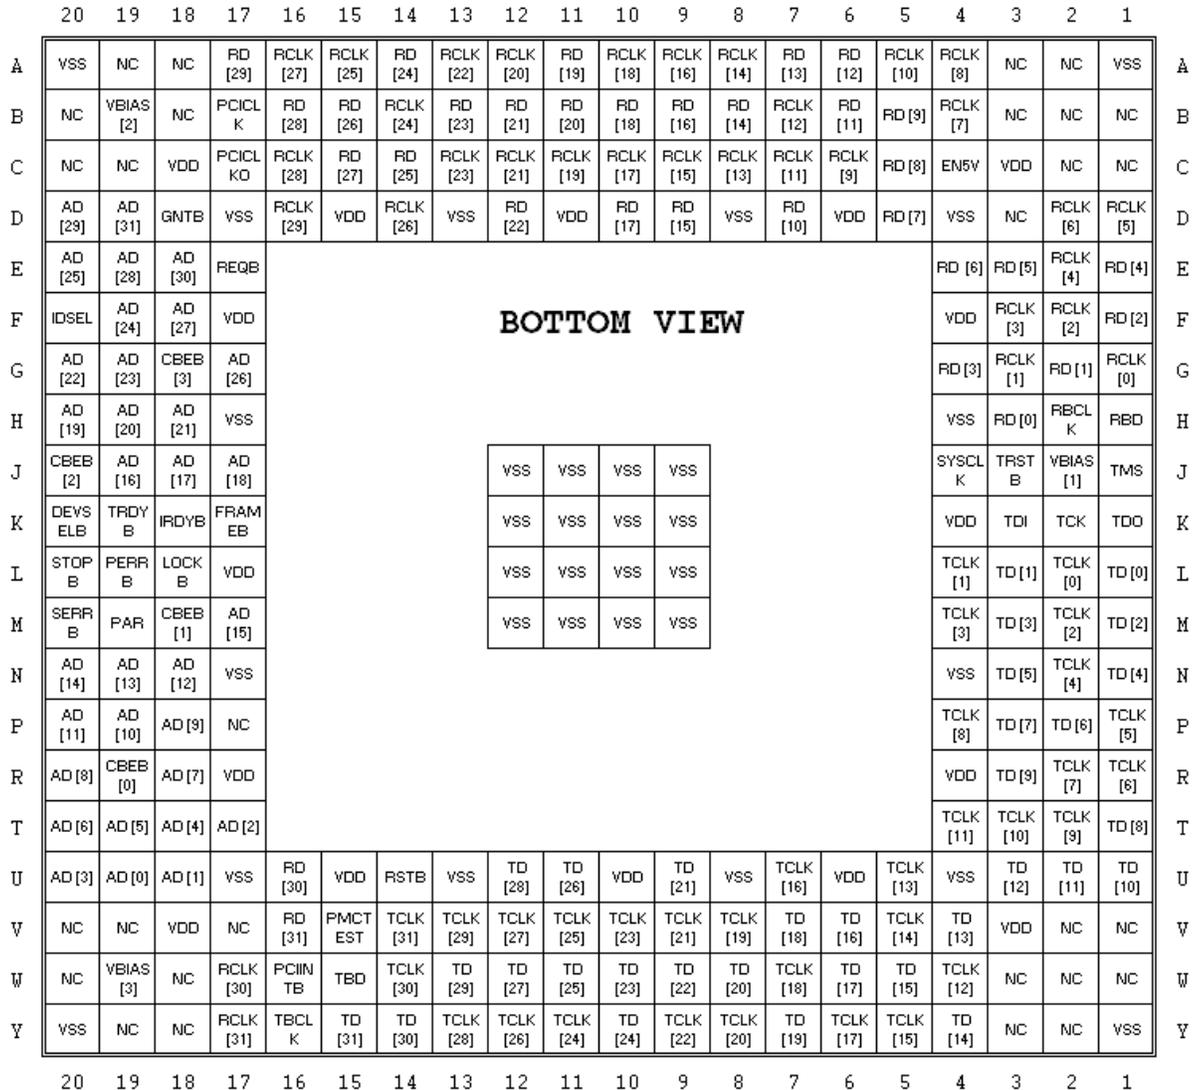 20 19 18 17 16 15 14 13 12 11 10 9 8 7 6 5 4 3 2 1
A VSS NC NC RD [29] RCLK [27] RCLK [25] RD [24] RCLK [22] RCLK [20] RD [19] RCLK [18] RCLK [16] RCLK [14] RD [13] RD [12] RCLK [10] RCLK [8] NC NC VSS A
B NC VBIAS [2] NC PCICL K RD [28] RD [26] RCLK [24] RD [23] RD [21] RD [20] RD [18] RD [16] RD [14] RCLK [12] RD [11] RD [9] RCLK [7] NC NC NC B
C NC NC VDD PCICL KO RCLK [28] RD [27] RD [25] RCLK [23] RCLK [21] RCLK [19] RCLK [17] RCLK [15] RCLK [13] RCLK [11] RCLK [9] RD [8] EN5V VDD NC NC C
D AD [29] AD [31] GNTB VSS RCLK [29] VDD RCLK [26] VSS RD [22] VDD RD [17] RD [15] VSS RD [10] VDD RD [7] VSS NC RCLK [6] RCLK [5] D
E AD [25] AD [28] AD [30] REQB RD [6] RD [5] RCLK [4] RD [4] E
F IDSEL AD [24] AD [27] VDD BOTTOM VIEW VDD RCLK [3] RCLK [2] RD [2] F
G AD [22] AD [23] CBEB [3] AD [26] RD [3] RCLK [1] RD [1] RCLK [0] G
H AD [19] AD [20] AD [21] VSS VSS RD [0] RBCL K RBD H
J CBEB [2] AD [16] AD [17] AD [18] VSS VSS VSS VSS SYSCL K TRST B VBIAS [1] TMS J
K DEVS ELB TRDY B IRDYB FRAM EB VSS VSS VSS VSS VDD TDI TCK TDO K
L STOP B PERR B LOCK B VDD VSS VSS VSS VSS TCLK [1] TD [1] TCLK [0] TD [0] L
M SERR B PAR CBEB [1] AD [15] VSS VSS VSS VSS TCLK [3] TD [3] TCLK [2] TD [2] M
N AD [14] AD [13] AD [12] VSS VSS TD [5] TCLK [4] TD [4] N
P AD [11] AD [10] AD [9] NC TCLK [8] TD [7] TD [6] TCLK [5] P
R AD [8] CBEB [0] AD [7] VDD VDD TD [9] TCLK [7] TCLK [6] R
T AD [6] AD [5] AD [4] AD [2] TCLK [11] TCLK [10] TCLK [9] TD [8] T
U AD [3] AD [0] AD [1] VSS RD [30] VDD RSTB VSS TD [28] TD [26] VDD TD [21] VSS TCLK [16] VDD TCLK [13] VSS TD [12] TD [11] TD [10] U
V NC NC VDD NC RD [31] PMCT EST TCLK [31] TCLK [29] TCLK [27] TCLK [25] TCLK [23] TCLK [21] TCLK [19] TD [18] TD [16] TCLK [14] TD [13] VDD NC NC V
W NC VBIAS [3] NC RCLK [30] PCIIN TB TBD TCLK [30] TD [29] TD [27] TD [25] TD [23] TD [22] TD [20] TCLK [18] TD [17] TD [15] TCLK [12] NC NC NC W
Y VSS NC NC RCLK [31] TBCL K TD [31] TD [30] TCLK [28] TCLK [26] TCLK [24] TD [24] TCLK [22] TCLK [20] TD [19] TCLK [17] TCLK [15] TD [14] NC NC VSS Y
20 19 18 17 16 15 14 13 12 11 10 9 8 7 6 5 4 3 2 1